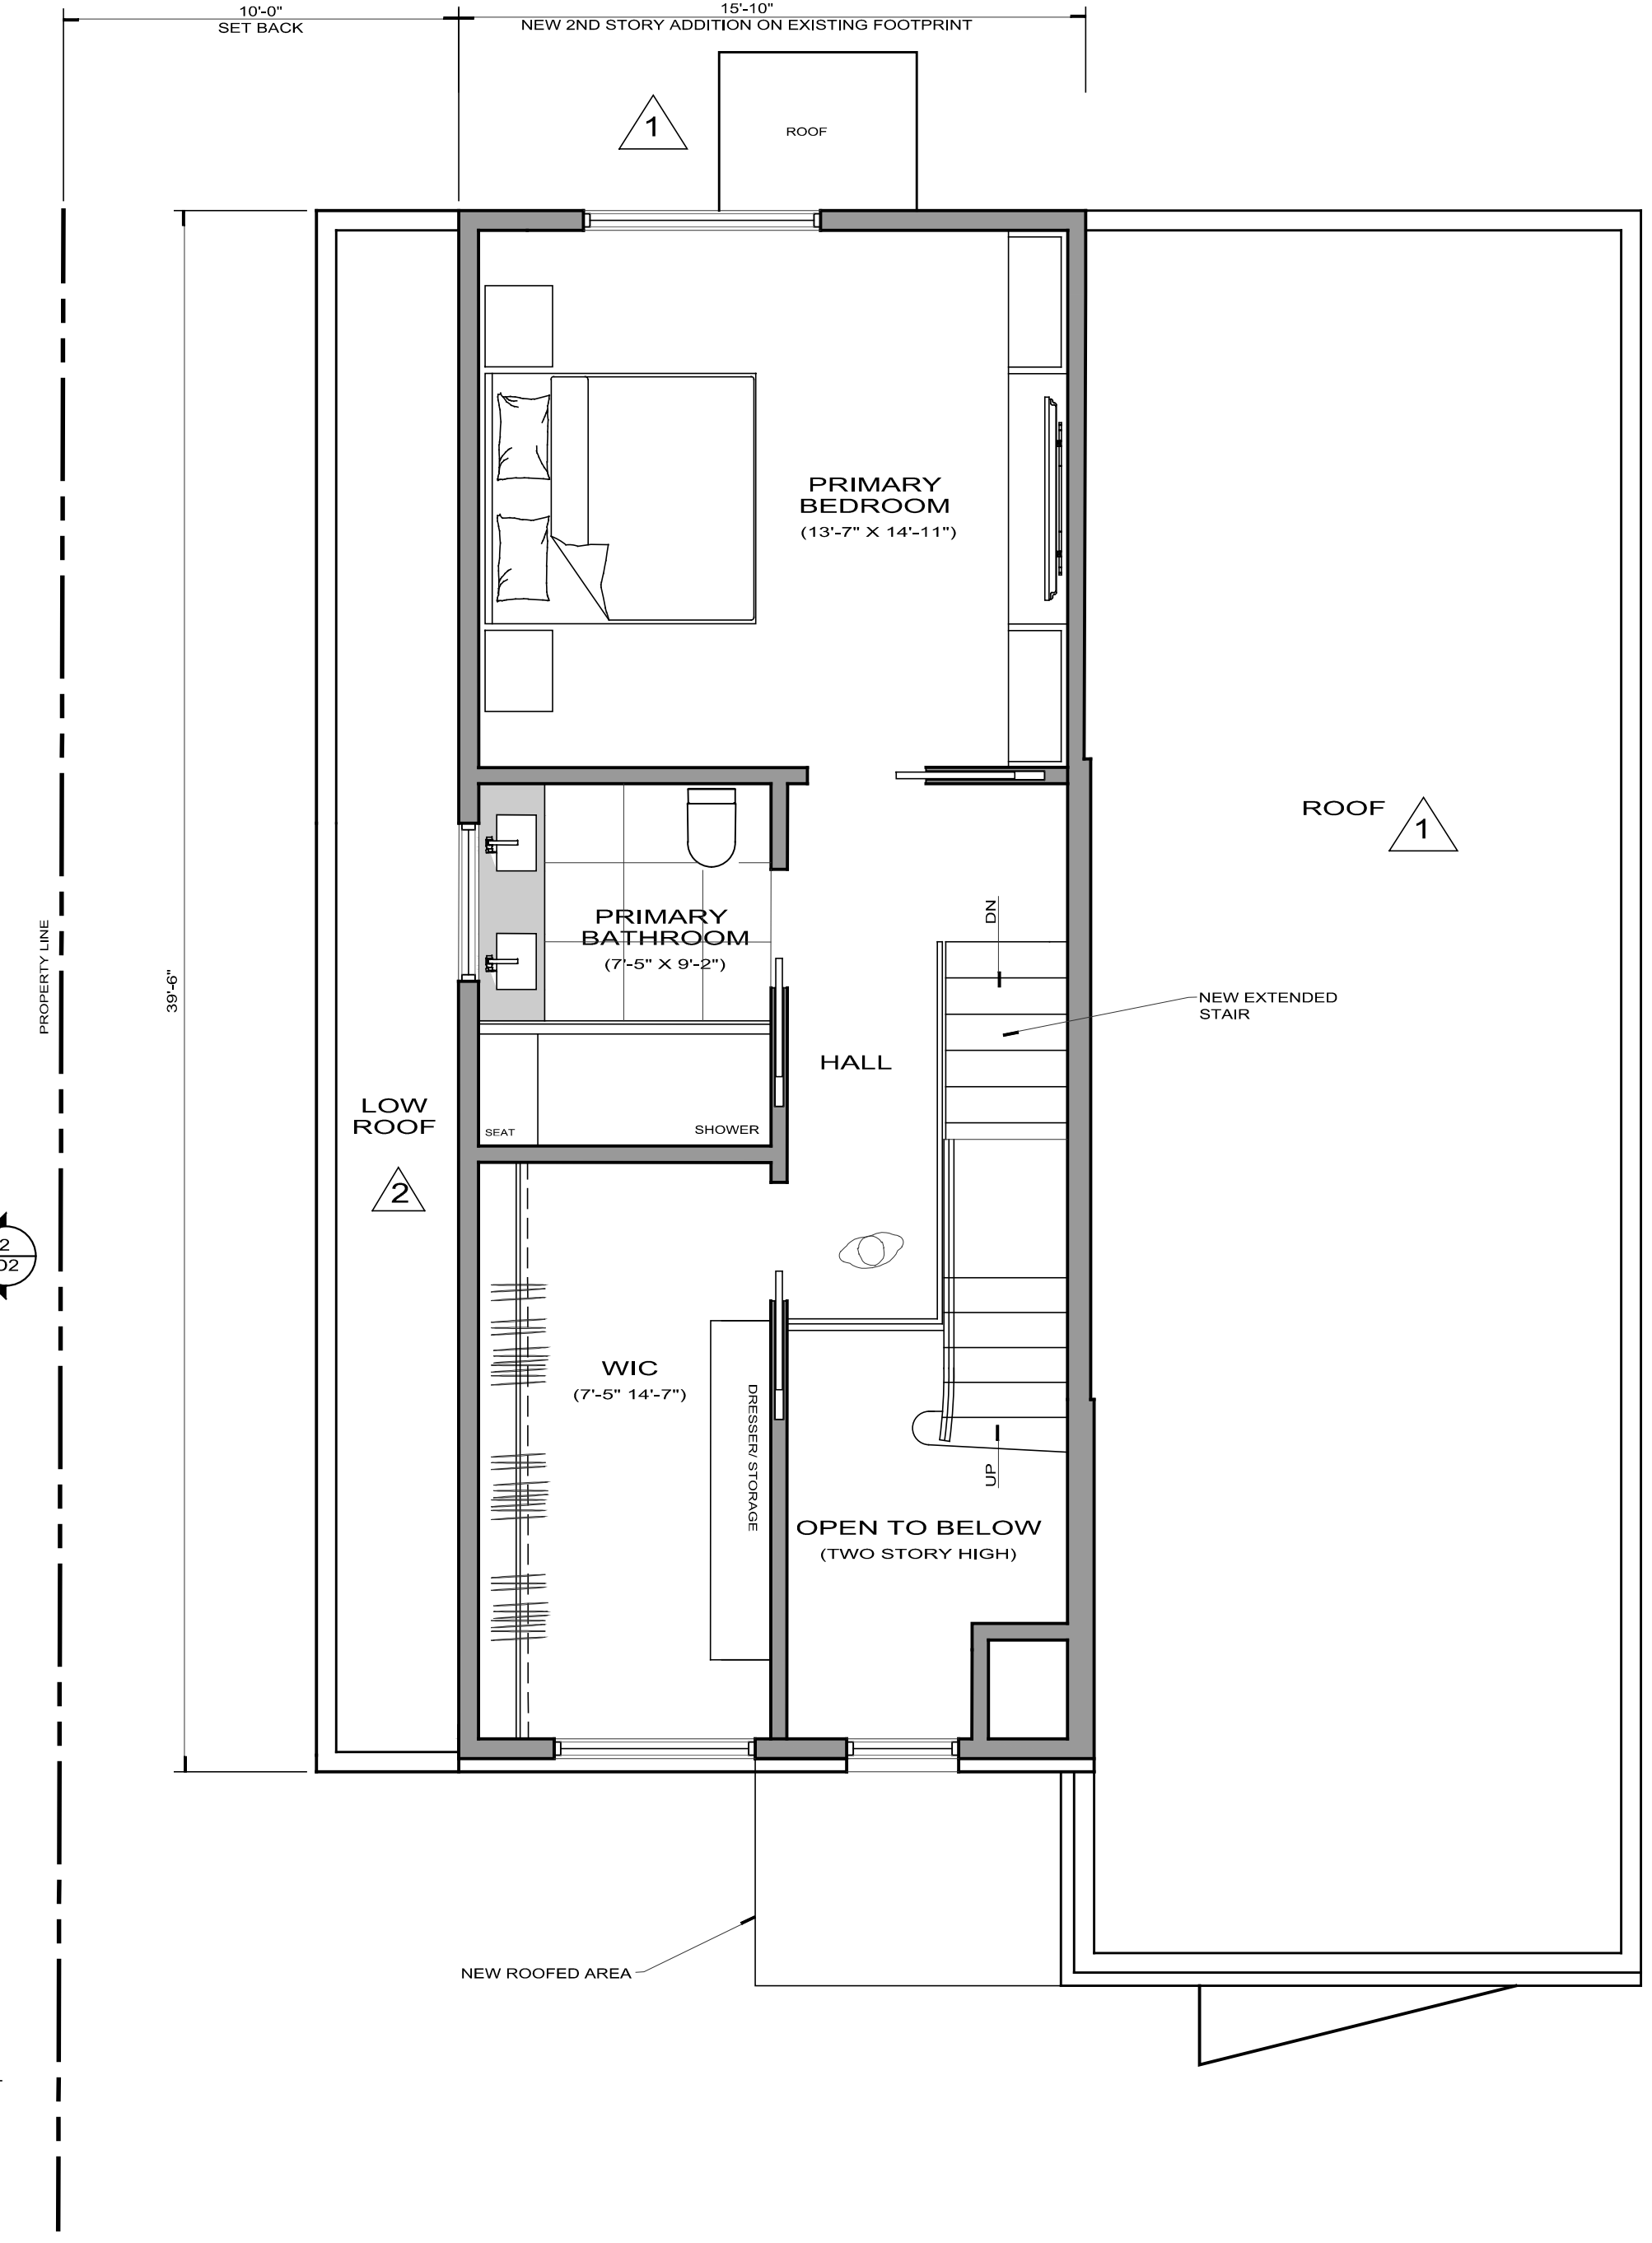 10'-0"
SET BACK
15'-10"
NEW 2ND STORY ADDITION ON EXISTING FOOTPRINT
1
ROOF
PRIMARY
BEDROOM
(13'-7" X 14'-11")
ROOF
1
PROPERTY LINE
39'-6"
PRIMARY
BATHROOM
(7'-5" X 9'-2")
DN
NEW EXTENDED
STAIR
HALL
LOW
ROOF
2
SEAT
SHOWER
2
02
WIC
(7'-5" 14'-7")
DRESSER/ STORAGE
UP
OPEN TO BELOW
(TWO STORY HIGH)
NEW ROOFED AREA